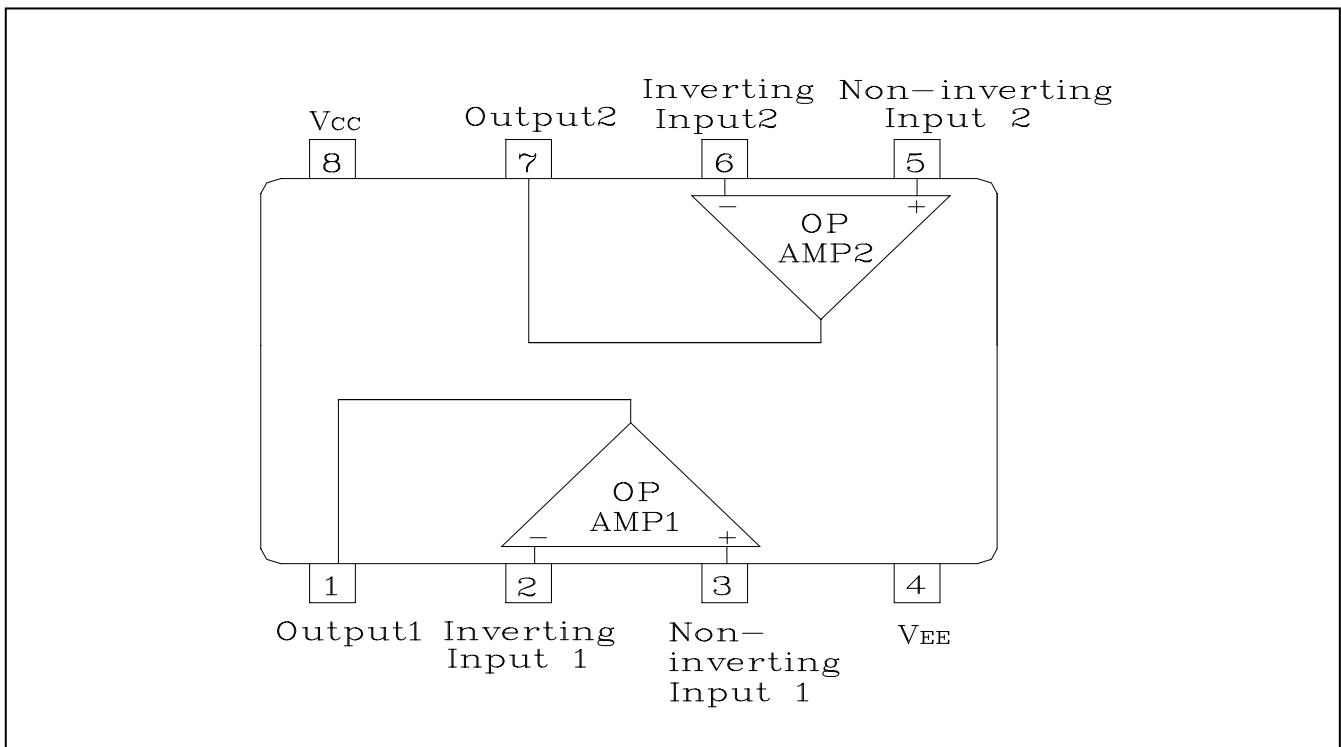 Vcc
Output2
Inverting
Input2
Non-inverting
Input 2
8
7
6
5
-
+
OP
AMP2
OP
AMP1
-
+
1
2
3
4
Output1
Inverting
Input 1
Non-
inverting
Input 1
VEE